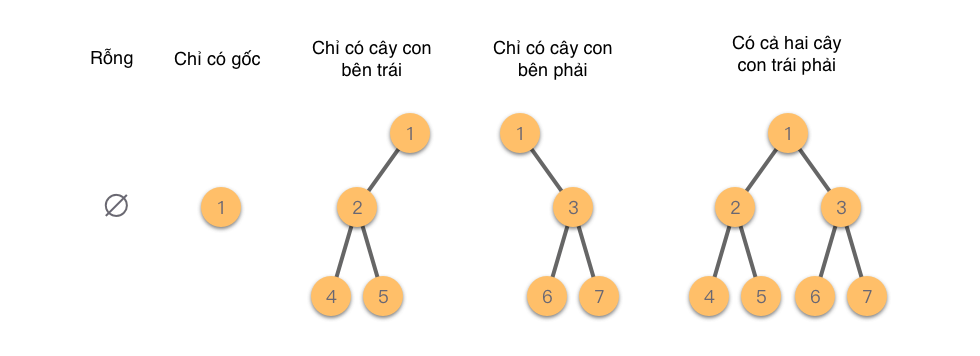 Rỗng
Chỉ có gốc
Chỉ có cây con
bên trái
Chỉ có cây con
bên phải
Có cả hai cây
con trái phải
∅
1
1
2
4 5
1
3
6 7
1
2 3
4 5 6 7